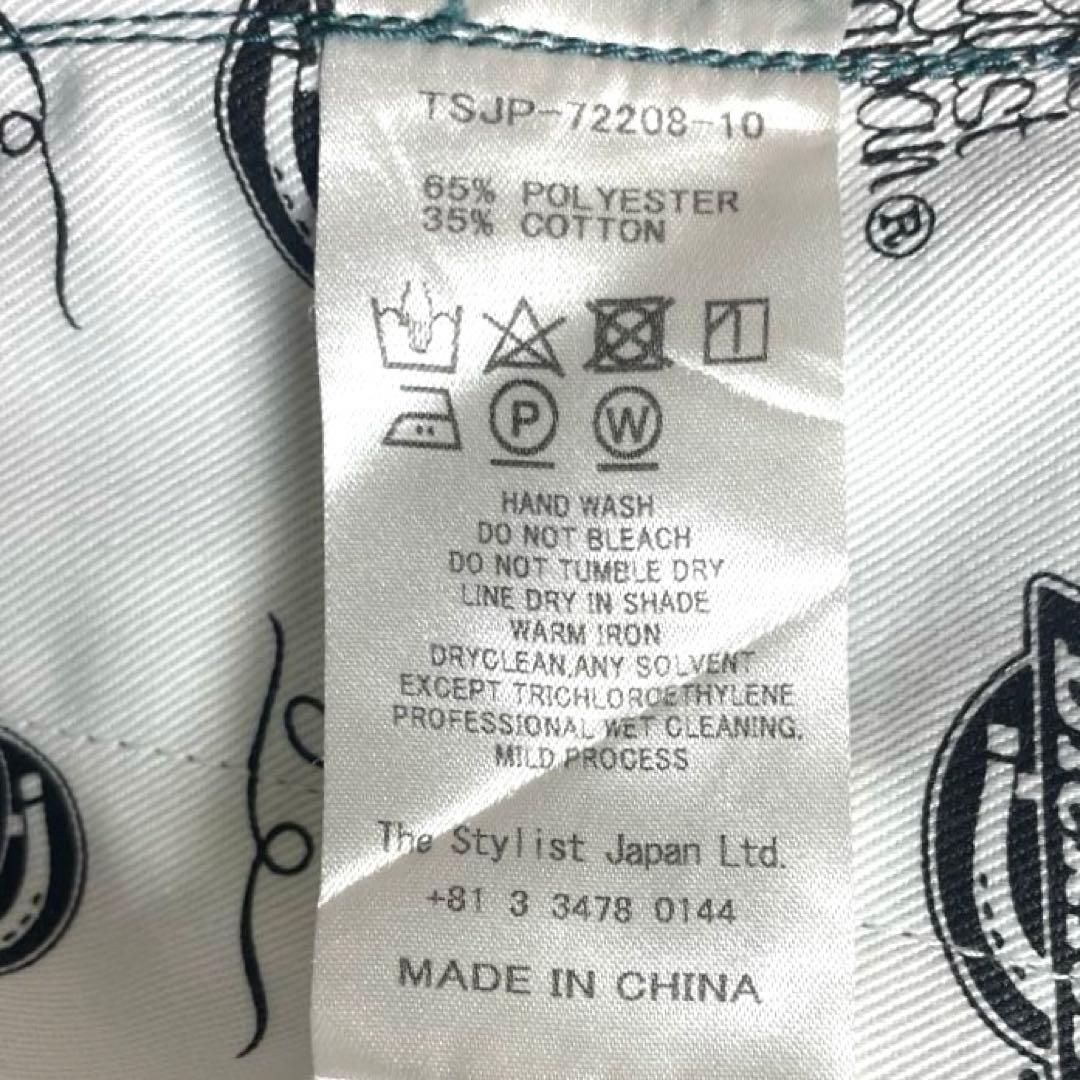 TSJP-72208-10
65% POLYESTER
35% COTTON
P
W
HAND WASH
DO NOT BLEACH
DO NOT TUMBLE DRY
LINE DRY IN SHADE
WARM IRON
DRYCLEAN,ANY SOLVENT
EXCEPT TRICHLOROETHYLENE
PROFESSIONAL WET CLEANING,
MILD PROCESS
The Stylist Japan Ltd.
+81 3 3478 0144
MADE IN CHINA
®